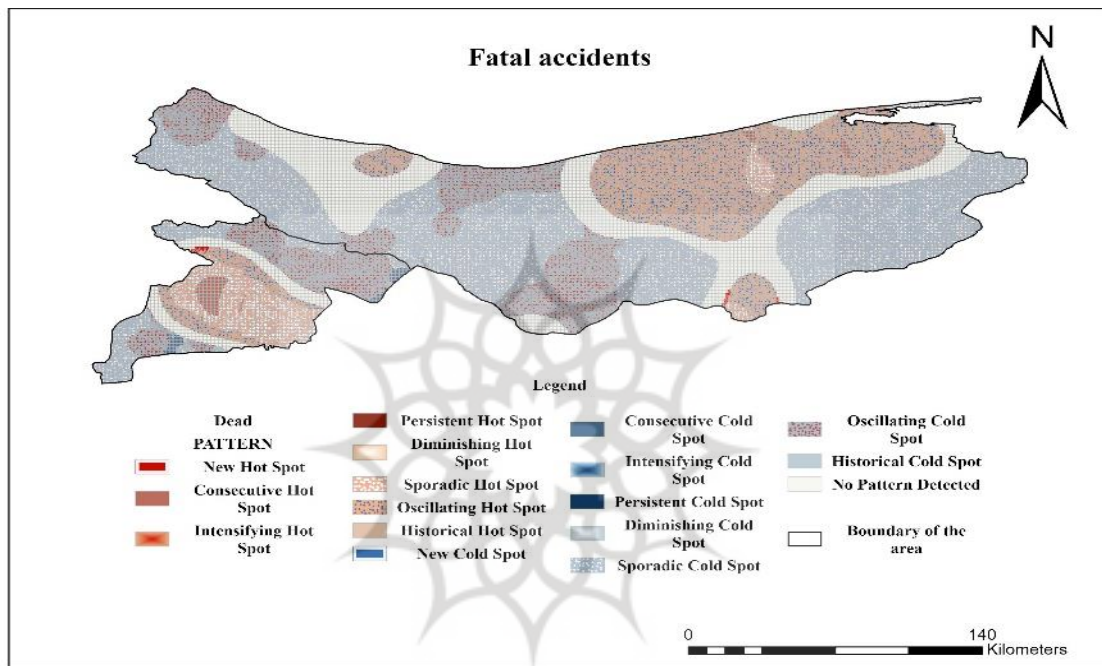 Fatal accidents
N
Legend
Dead
PATTERN
New Hot Spot
Consecutive Hot
Spot
Intensifying Hot
Spot
Persistent Hot Spot
Diminishing Hot
Spot
Sporadic Hot Spot
Oscillating Hot Spot
Historical Hot Spot
New Cold Spot
Consecutive Cold
Spot
Intensifying Cold
Spot
Persistent Cold Spot
Diminishing Cold
Spot
Sporadic Cold Spot
Oscillating Cold
Spot
Historical Cold Spot
No Pattern Detected
Boundary of the
area
0 140
Kilometers